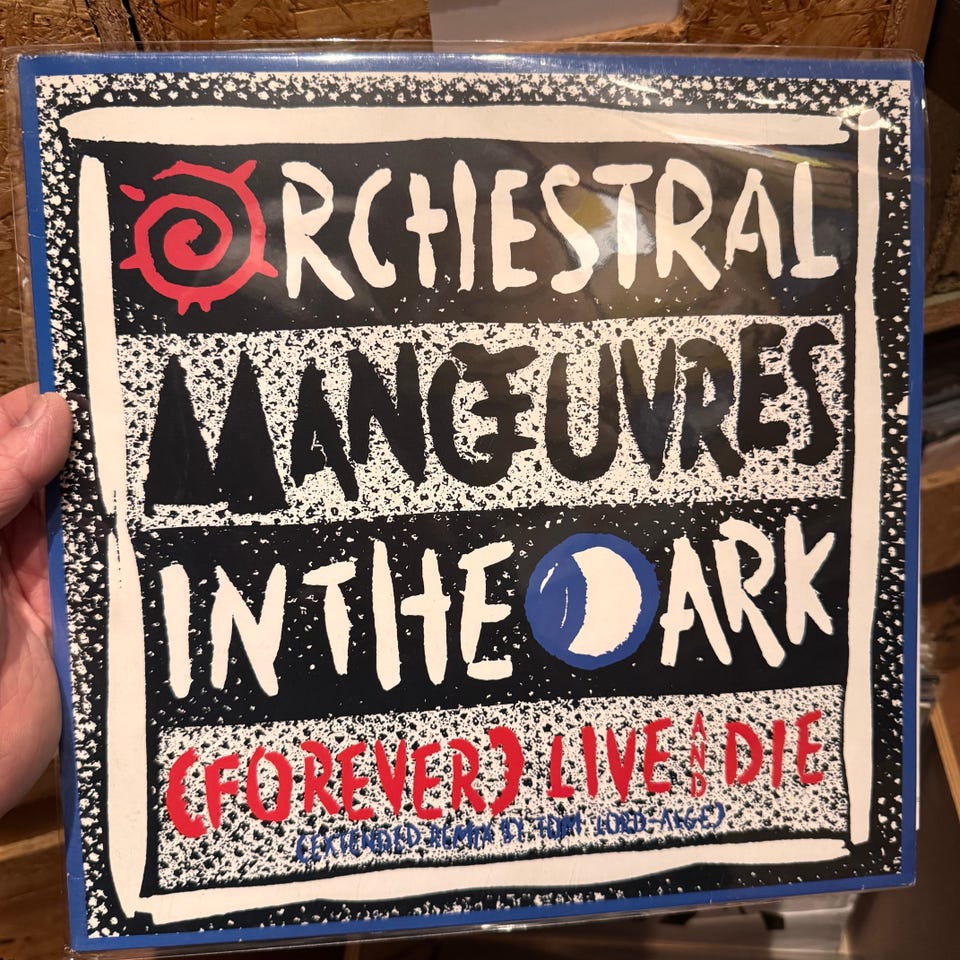 ORCHESTRAL
MANŒUVRES
IN THE DARK
(FOREVER) LIVE AND DIE
(EXTENDED REMIX BY TOM LORD-ALGE)